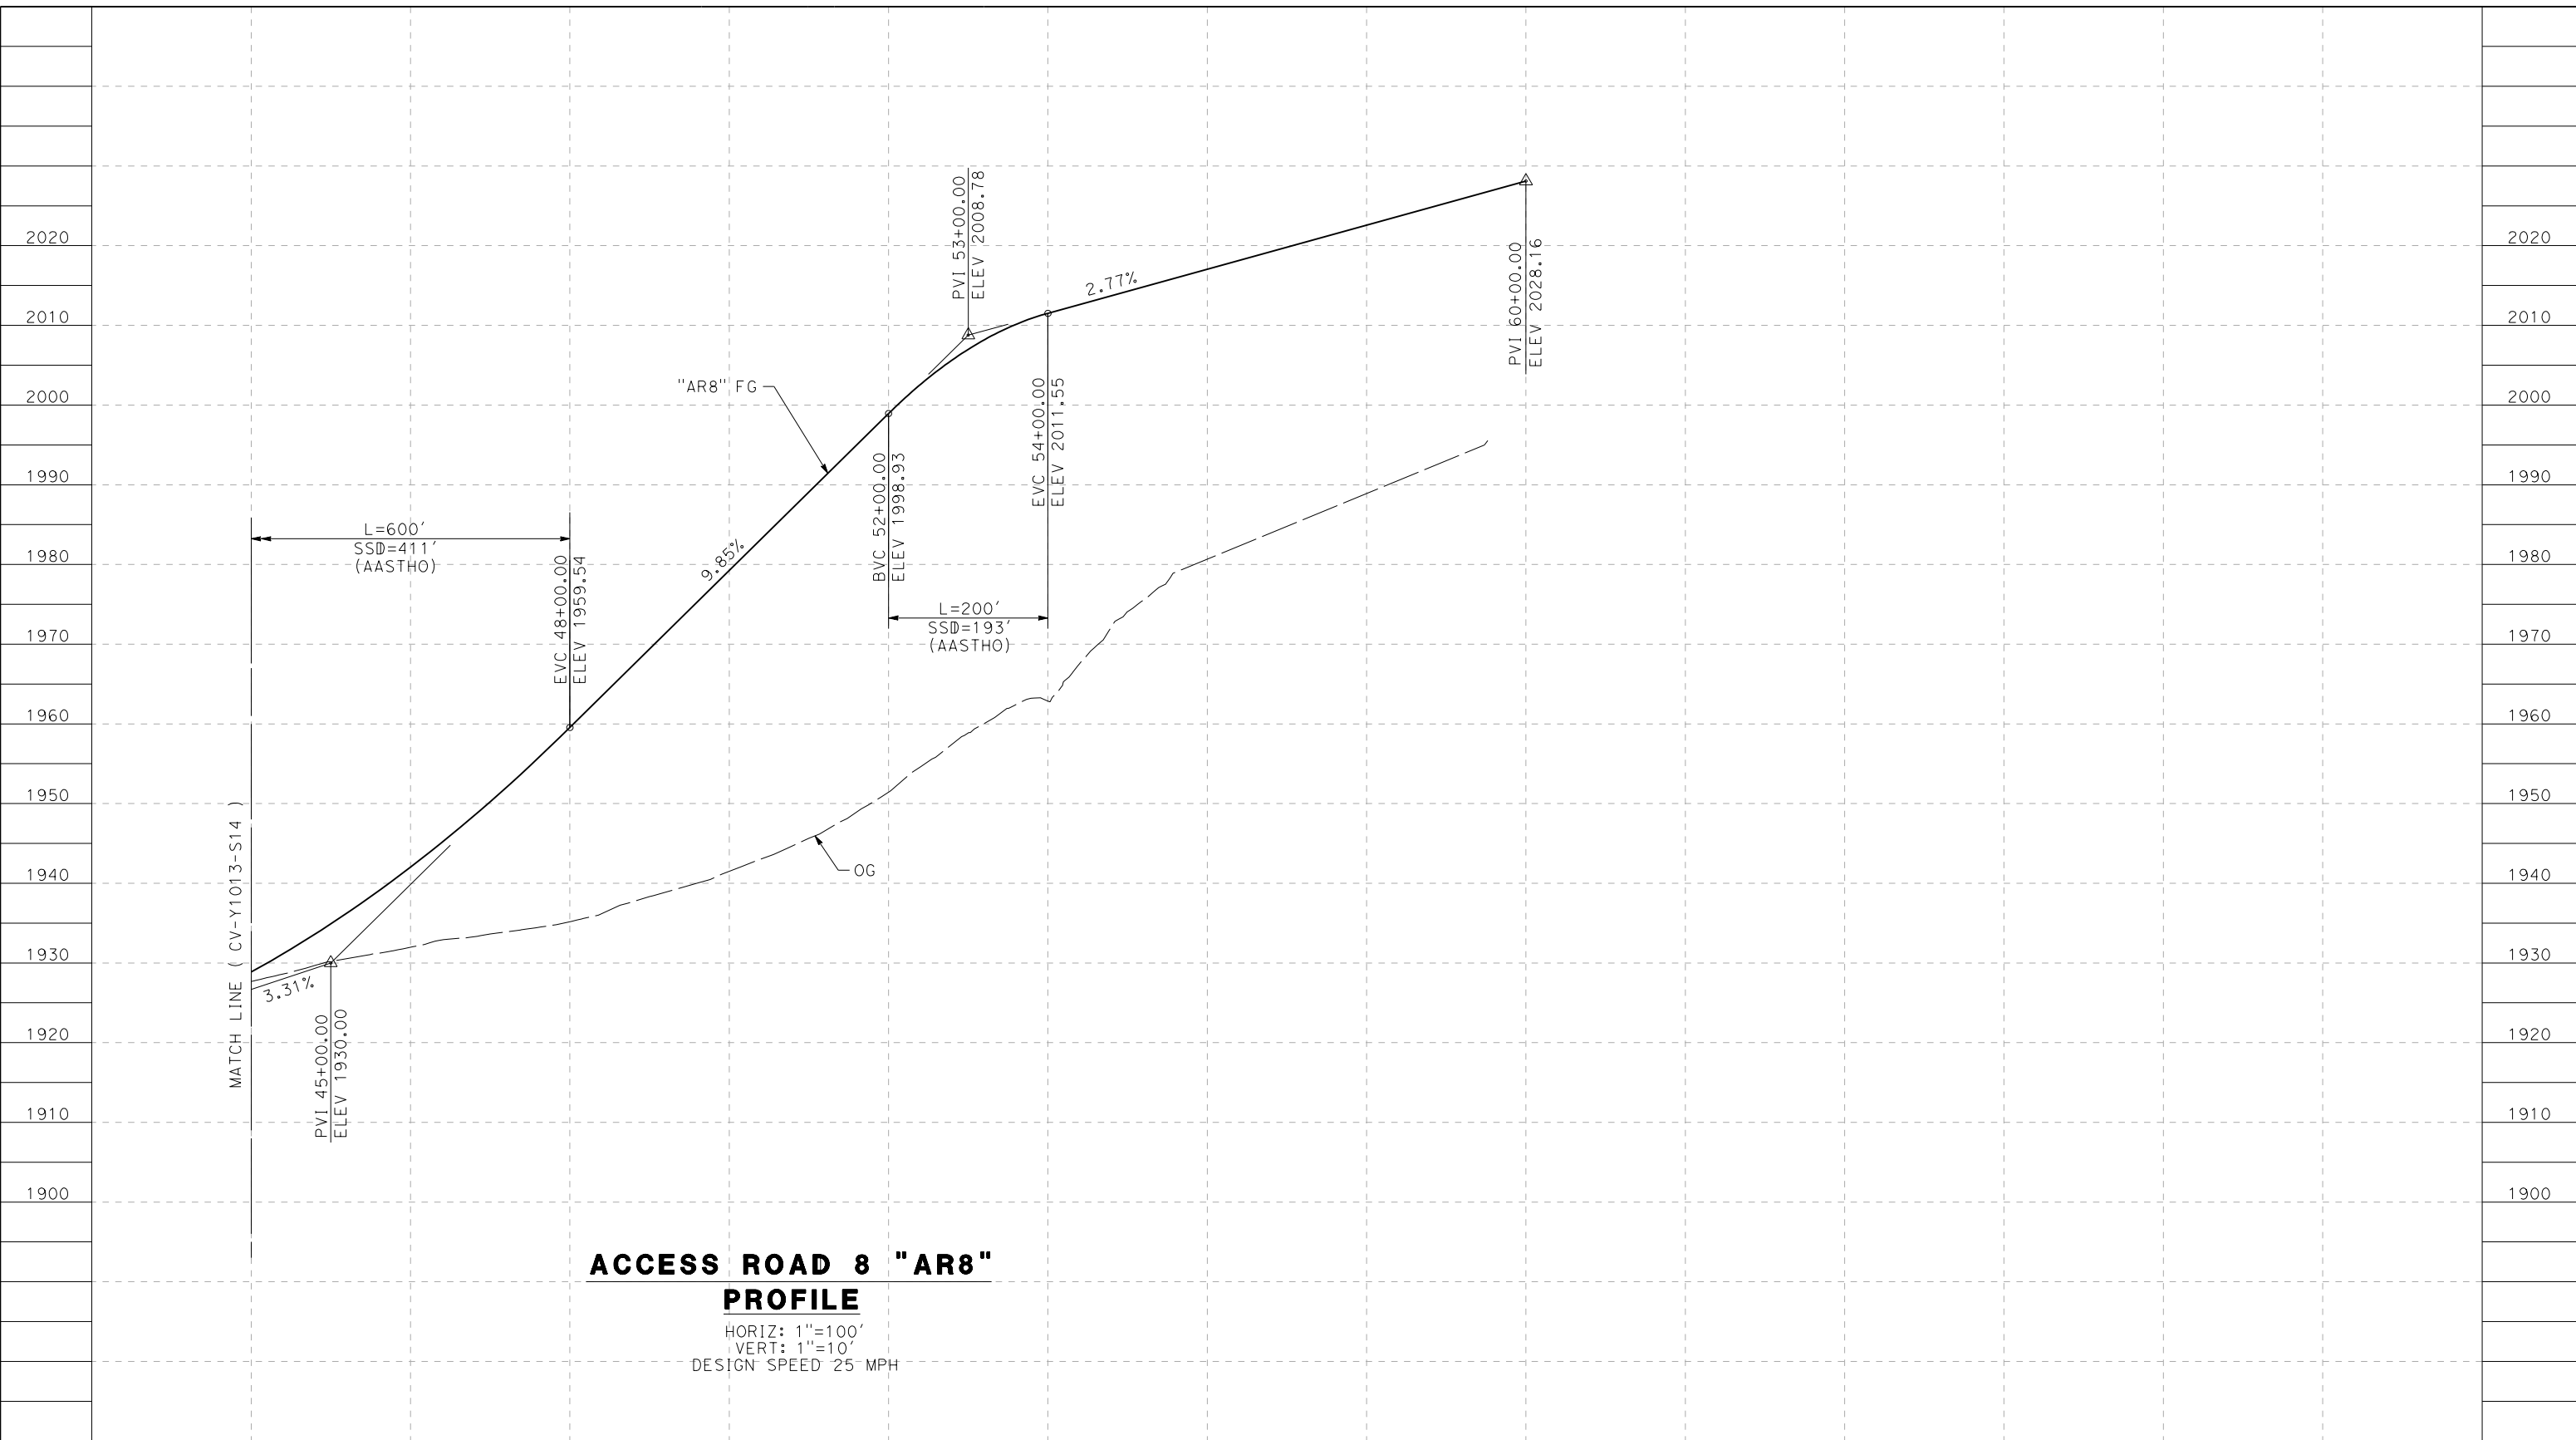 2020
2010
2000
1990
1980
1970
1960
1950
1940
1930
1920
1910
1900
MATCH LINE ( CV-Y1013-S14 )
L=600'
SSD=411'
(AASTHO)
3.31%
PVI 45+00.00
ELEV 1930.00
EVC 48+00.00
ELEV 1959.54
9.85%
"AR8" FG
OG
BVC 52+00.00
ELEV 1998.93
L=200'
SSD=193'
(AASTHO)
PVI 53+00.00
ELEV 2008.78
EVC 54+00.00
ELEV 2011.55
2.77%
PVI 60+00.00
ELEV 2028.16
2020
2010
2000
1990
1980
1970
1960
1950
1940
1930
1920
1910
1900
ACCESS ROAD 8 "AR8"
PROFILE
HORIZ: 1"=100'
VERT: 1"=10'
DESIGN SPEED 25 MPH